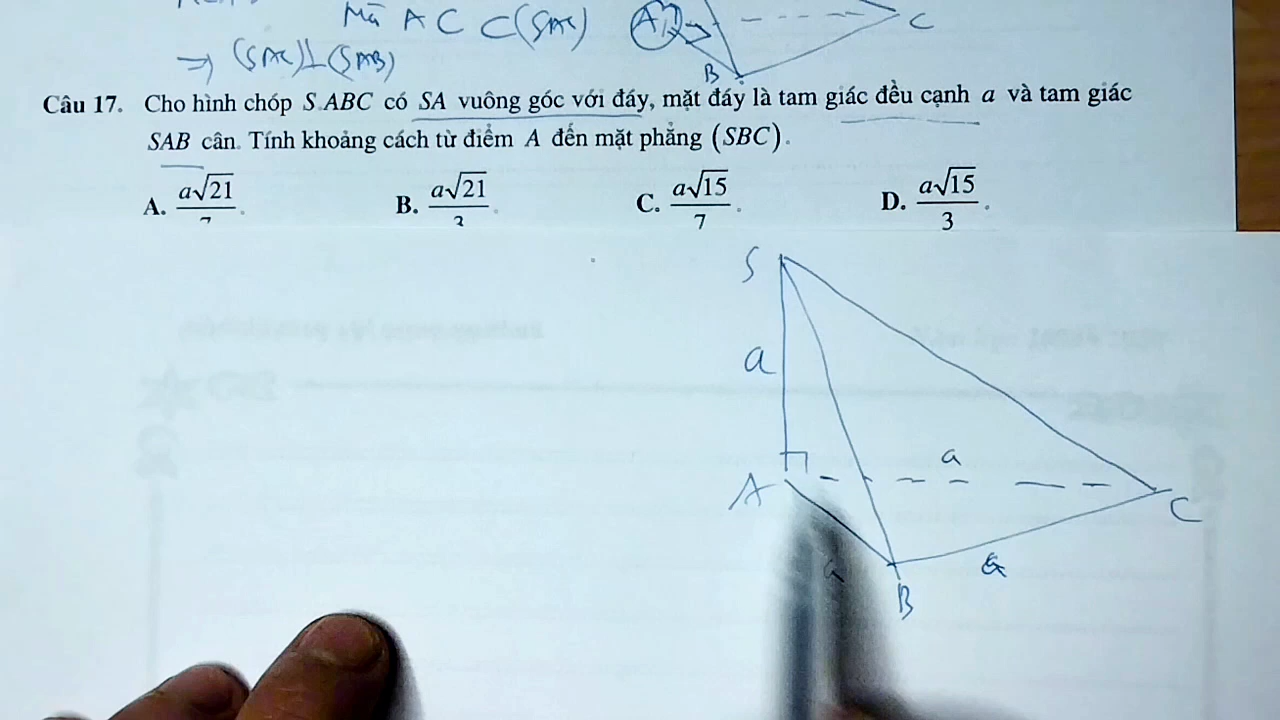 Mà AC ⊂ (SAC)
⇒ (SAC)⊥(SAB)
A
B
C
Câu 17. Cho hình chóp S.ABC có SA vuông góc với đáy, mặt đáy là tam giác đều cạnh a và tam giác
SAB cân. Tính khoảng cách từ điểm A đến mặt phẳng (SBC).
A. a√21/7. B. a√21/3. C. a√15/7. D. a√15/3.
S
a
a
A
C
a
a
B